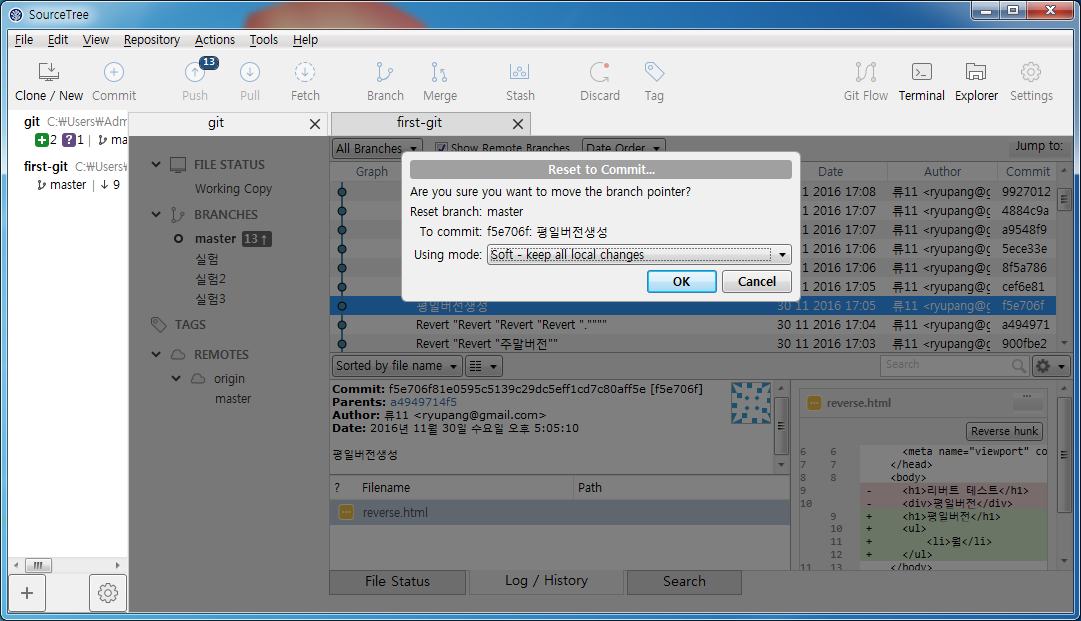 SourceTree
File Edit View Repository Actions Tools Help
13
Clone / New Commit Push Pull Fetch Branch Merge Stash Discard Tag Git Flow Terminal Explorer Settings
git C:₩Users₩Adm
2 ? 1 | ma
first-git C:₩Users₩
master | ↓ 9
git
first-git
FILE STATUS
Working Copy
BRANCHES
master 13↑
실험
실험2
실험3
TAGS
REMOTES
origin
master
All Branches Show Remote Branches Date Order Jump to:
Graph Date Author Commit
11 2016 17:08 류11 <ryupang@g 9927012
11 2016 17:07 류11 <ryupang@g 4884c9a
11 2016 17:07 류11 <ryupang@g a9548f9
11 2016 17:06 류11 <ryupang@g 5ece33e
11 2016 17:06 류11 <ryupang@g 8f5a786
11 2016 17:05 류11 <ryupang@g cef6e81
평일버전생성 30 11 2016 17:05 류11 <ryupang@g f5e706f
Revert "Revert "Revert "Revert "."""" 30 11 2016 17:04 류11 <ryupang@g a494971
Revert "Revert "주말버전"" 30 11 2016 17:03 류11 <ryupang@g 900fbe2
Reset to Commit...
Are you sure you want to move the branch pointer?
Reset branch: master
To commit: f5e706f: 평일버전생성
Using mode: Soft - keep all local changes
OK Cancel
Sorted by file name Search
Commit: f5e706f81e0595c5139c29dc5eff1cd7c80aff5e [f5e706f]
Parents: a4949714f5
Author: 류11 <ryupang@gmail.com>
Date: 2016년 11월 30일 수요일 오후 5:05:10
평일버전생성
? Filename Path
reverse.html
reverse.html
Reverse hunk
6 6 <meta name="viewport" co
7 7 </head>
8 8 <body>
9 - <h1>리버트 테스트</h1>
10 - <div>평일버전</div>
9 + <h1>평일버전</h1>
10 + <ul>
11 + <li>월</li>
12 + </ul>
11 13 </body>
File Status Log / History Search